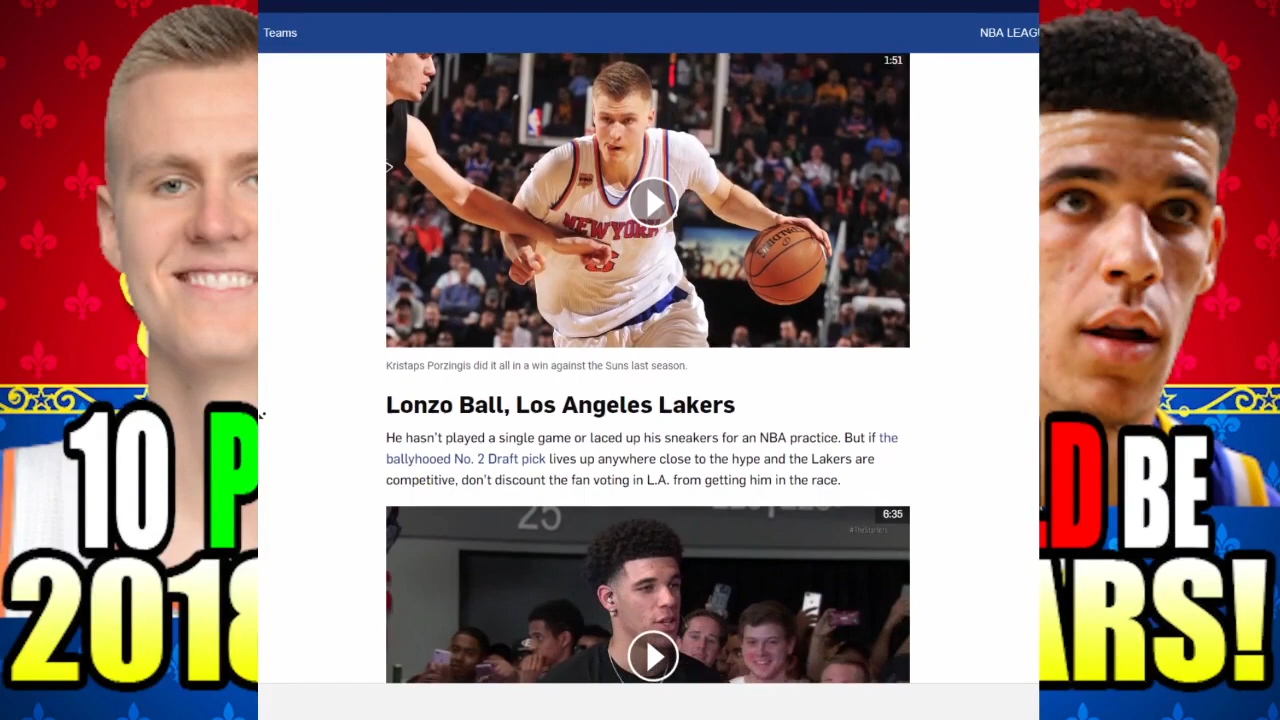 Teams
NBA LEAGU
1:51
NEW YORK
6
SPALDING
Kristaps Porzingis did it all in a win against the Suns last season.
Lonzo Ball, Los Angeles Lakers
He hasn’t played a single game or laced up his sneakers for an NBA practice. But if the
ballyhooed No. 2 Draft pick lives up anywhere close to the hype and the Lakers are
competitive, don’t discount the fan voting in L.A. from getting him in the race.
25
6:35
#TheStarters
10 P
D BE
2018
ARS!